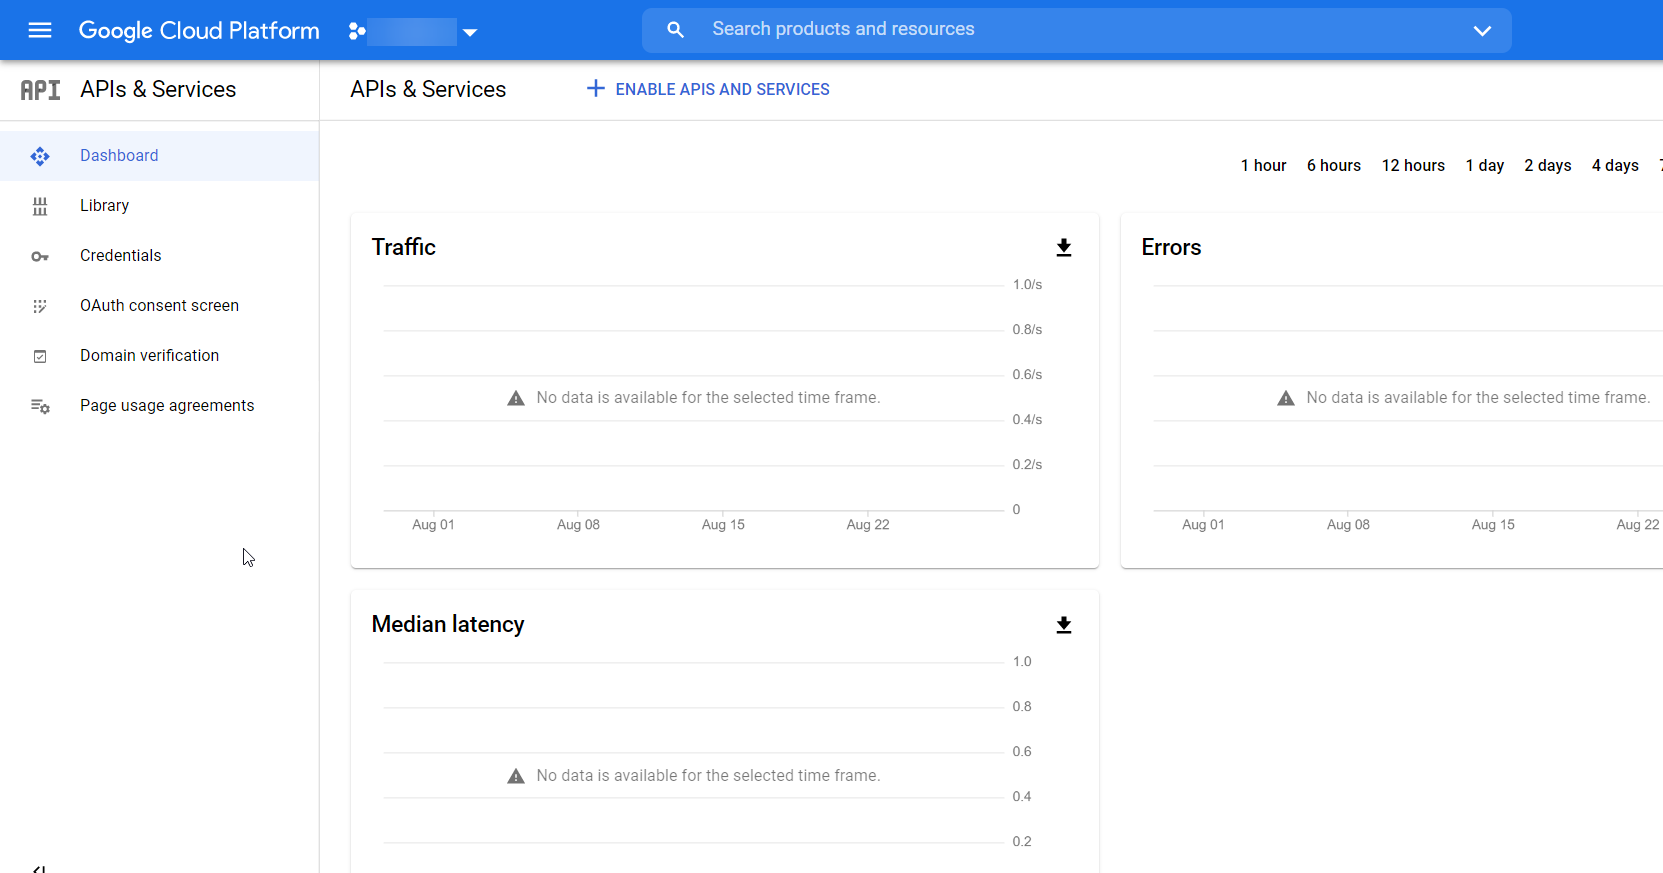 Google Cloud Platform
Search products and resources
API APIs & Services
APIs & Services
ENABLE APIS AND SERVICES
Dashboard
Library
Credentials
OAuth consent screen
Domain verification
Page usage agreements
1 hour 6 hours 12 hours 1 day 2 days 4 days
Traffic
1.0/s
0.8/s
0.6/s
No data is available for the selected time frame.
0.4/s
0.2/s
0
Aug 01 Aug 08 Aug 15 Aug 22
Errors
No data is available for the selected time frame.
Aug 01 Aug 08 Aug 15 Aug 22
Median latency
1.0
0.8
0.6
No data is available for the selected time frame.
0.4
0.2